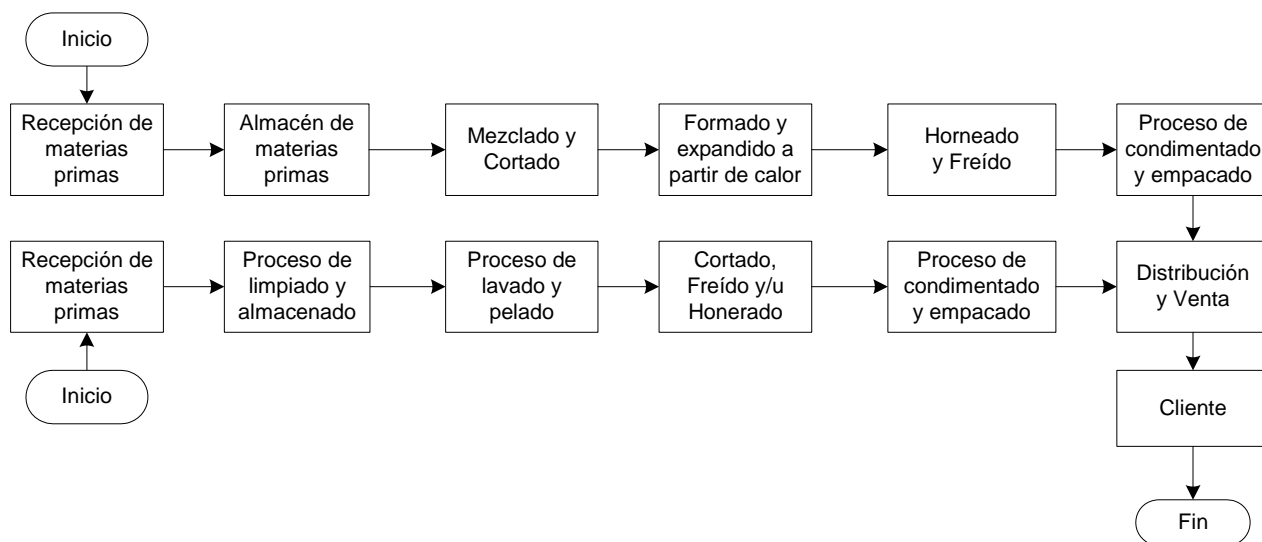 Inicio
Recepción de
materias
primas
Almacén de
materias
primas
Mezclado y
Cortado
Formado y
expandido a
partir de calor
Horneado
y Freído
Proceso de
condimentado
y empacado
Recepción de
materias
primas
Proceso de
limpiado y
almacenado
Proceso de
lavado y
pelado
Cortado,
Freído y/u
Honerado
Proceso de
condimentado
y empacado
Distribución
y Venta
Inicio
Cliente
Fin